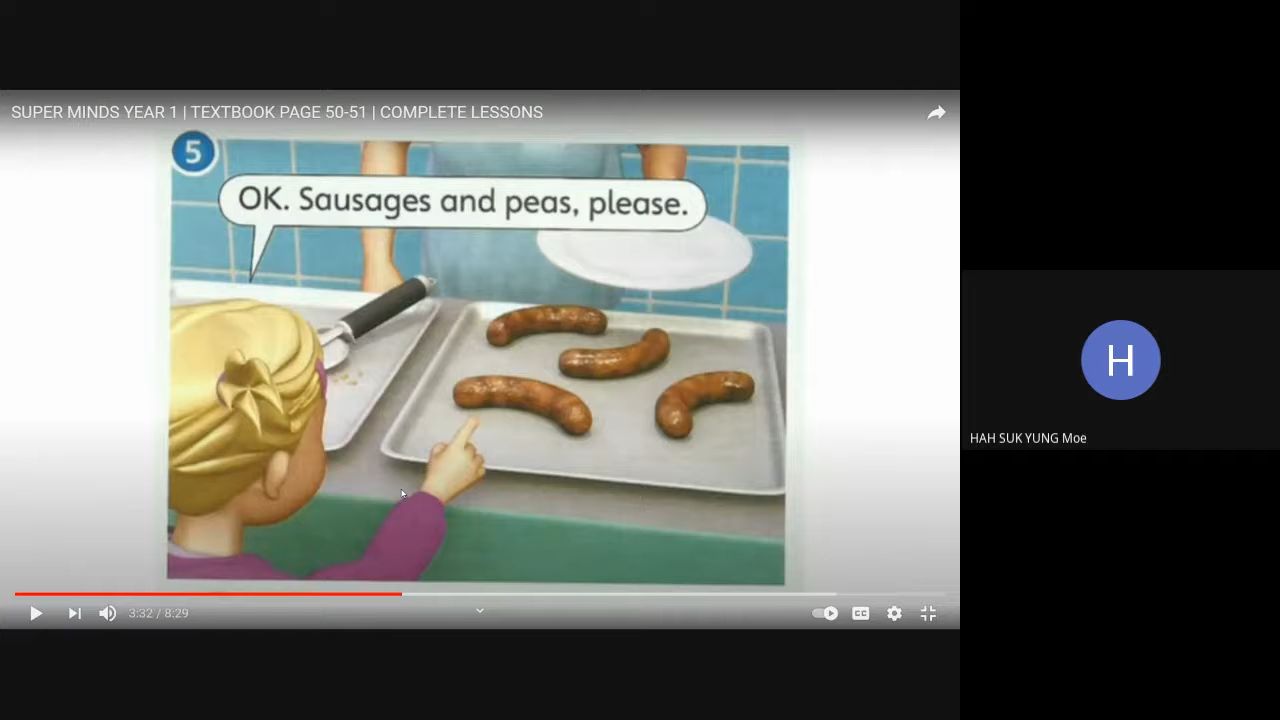 SUPER MINDS YEAR 1 | TEXTBOOK PAGE 50-51 | COMPLETE LESSONS
5
OK. Sausages and peas, please.
H
HAH SUK YUNG Moe
3:32 / 8:29
CC